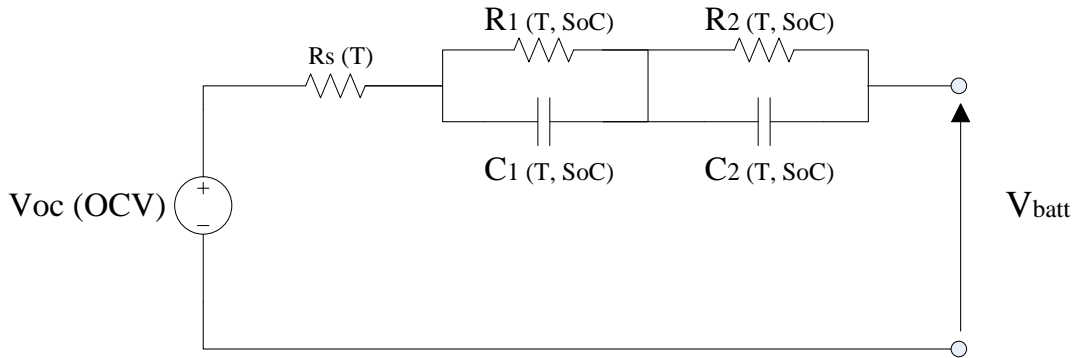 R1 (T, SoC)
R2 (T, SoC)
Rs (T)
C1 (T, SoC)
C2 (T, SoC)
+
Voc (OCV)
−
Vbatt